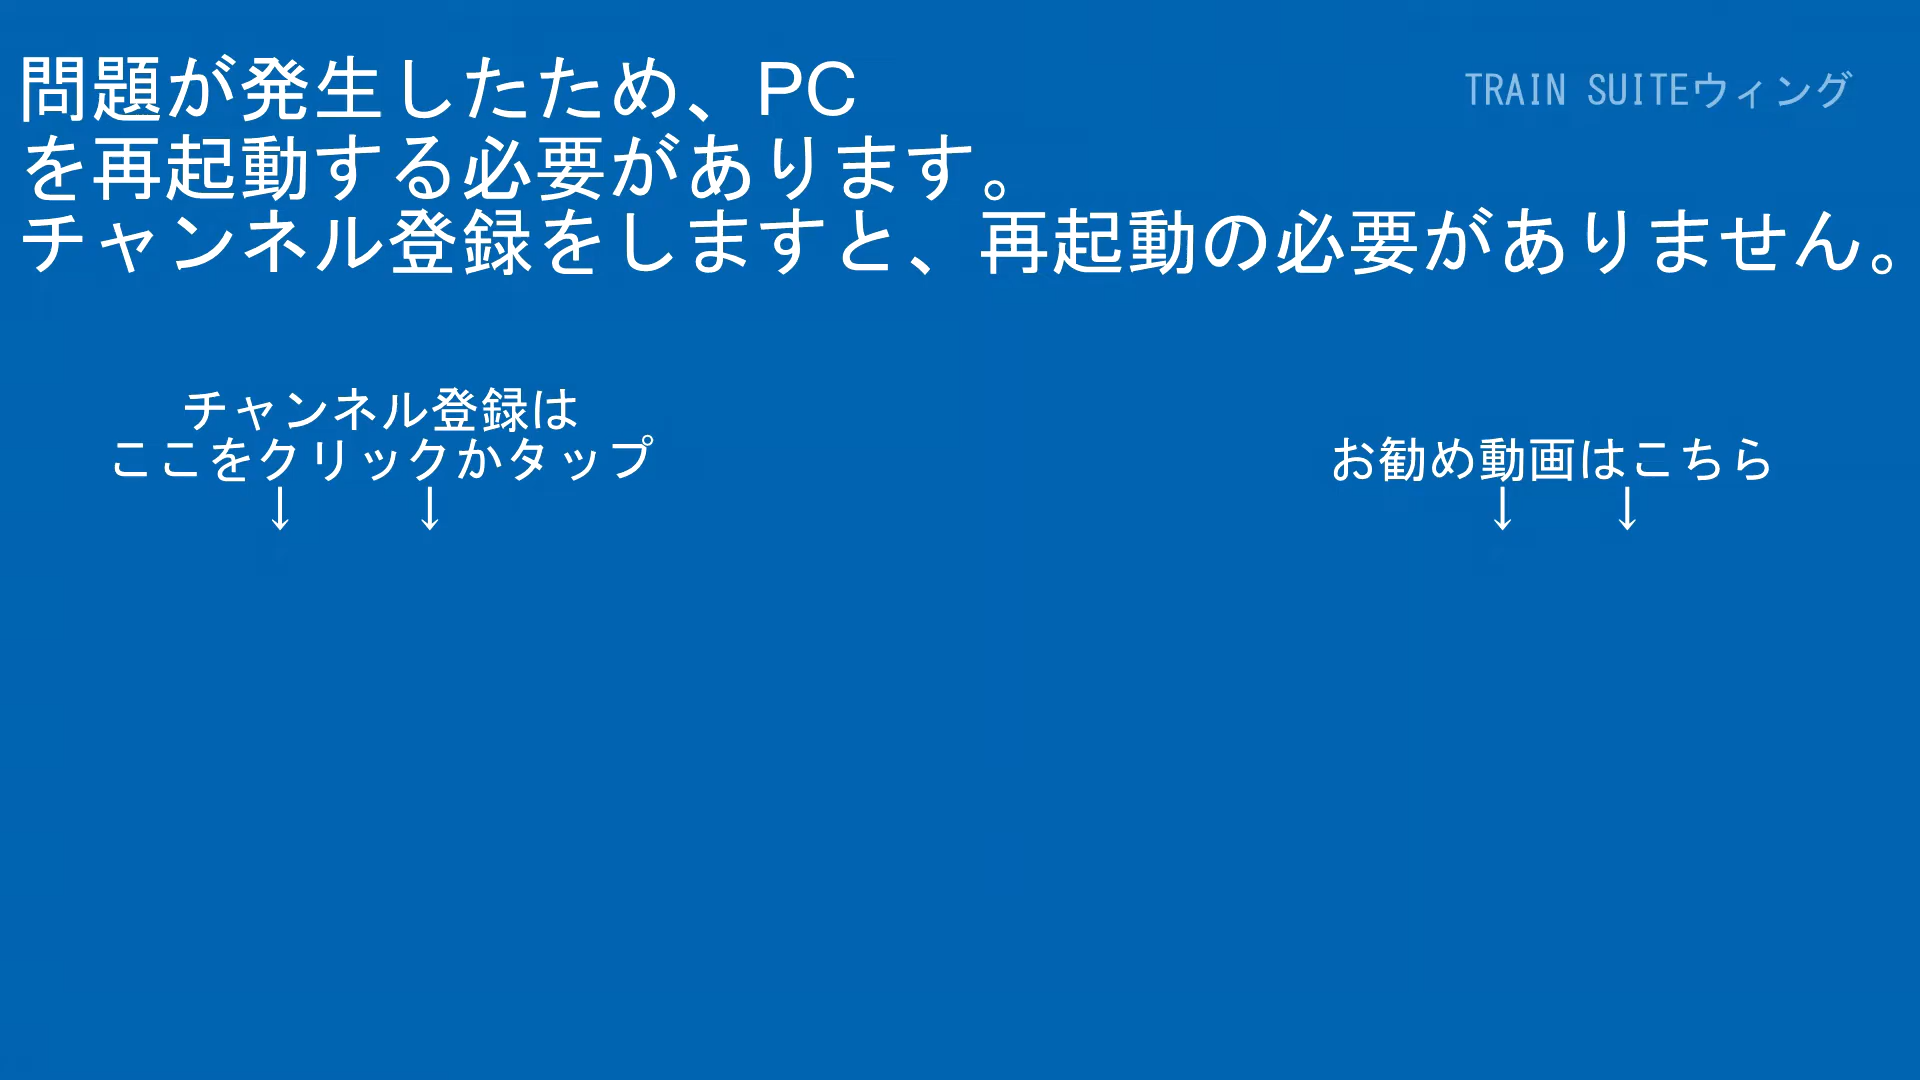 問題が発生したため、PC
を再起動する必要があります。
チャンネル登録をしますと、再起動の必要がありません。
TRAIN SUITEウィング
チャンネル登録は
ここをクリックかタップ
↓ ↓
お勧め動画はこちら
↓ ↓